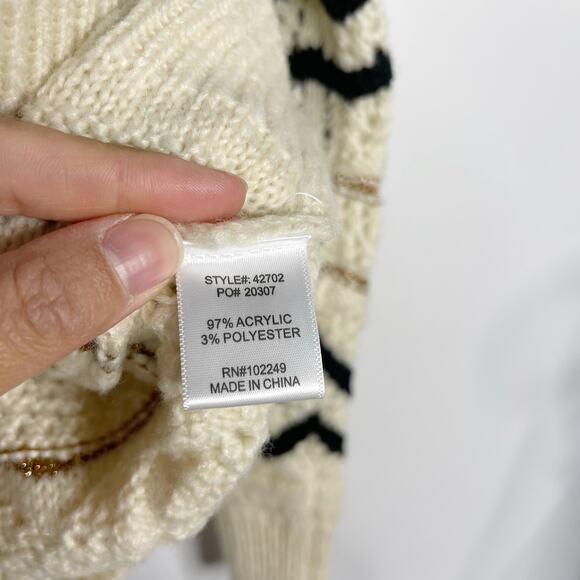 STYLE#: 42702
PO# 20307
97% ACRYLIC
3% POLYESTER
RN#102249
MADE IN CHINA